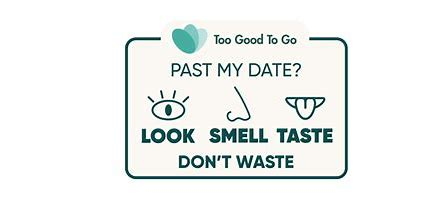 Too Good To Go
PAST MY DATE?
LOOK SMELL TASTE
DON'T WASTE